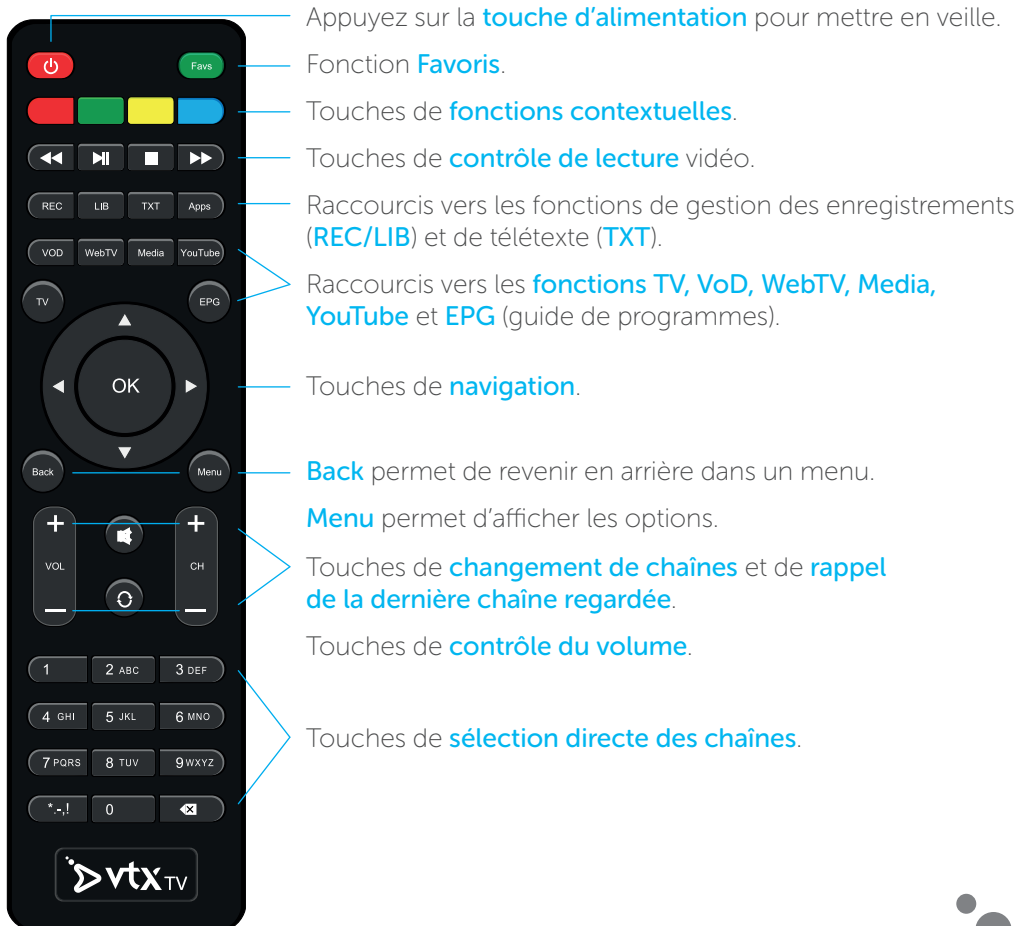 Appuyez sur la touche d’alimentation pour mettre en veille.
Favs
Fonction Favoris.
Touches de fonctions contextuelles.
Touches de contrôle de lecture vidéo.
REC LIB TXT Apps
Raccourcis vers les fonctions de gestion des enregistrements
(REC/LIB) et de télétexte (TXT).
VOD WebTV Media YouTube
TV EPG
Raccourcis vers les fonctions TV, VoD, WebTV, Media,
YouTube et EPG (guide de programmes).
OK
Touches de navigation.
Back Menu
Back permet de revenir en arrière dans un menu.
Menu permet d’afficher les options.
+ +
VOL CH
− −
Touches de changement de chaînes et de rappel
de la dernière chaîne regardée.
Touches de contrôle du volume.
1 2 ABC 3 DEF
4 GHI 5 JKL 6 MNO
7 PQRS 8 TUV 9 WXYZ
*.-,! 0
Touches de sélection directe des chaînes.
vtx TV